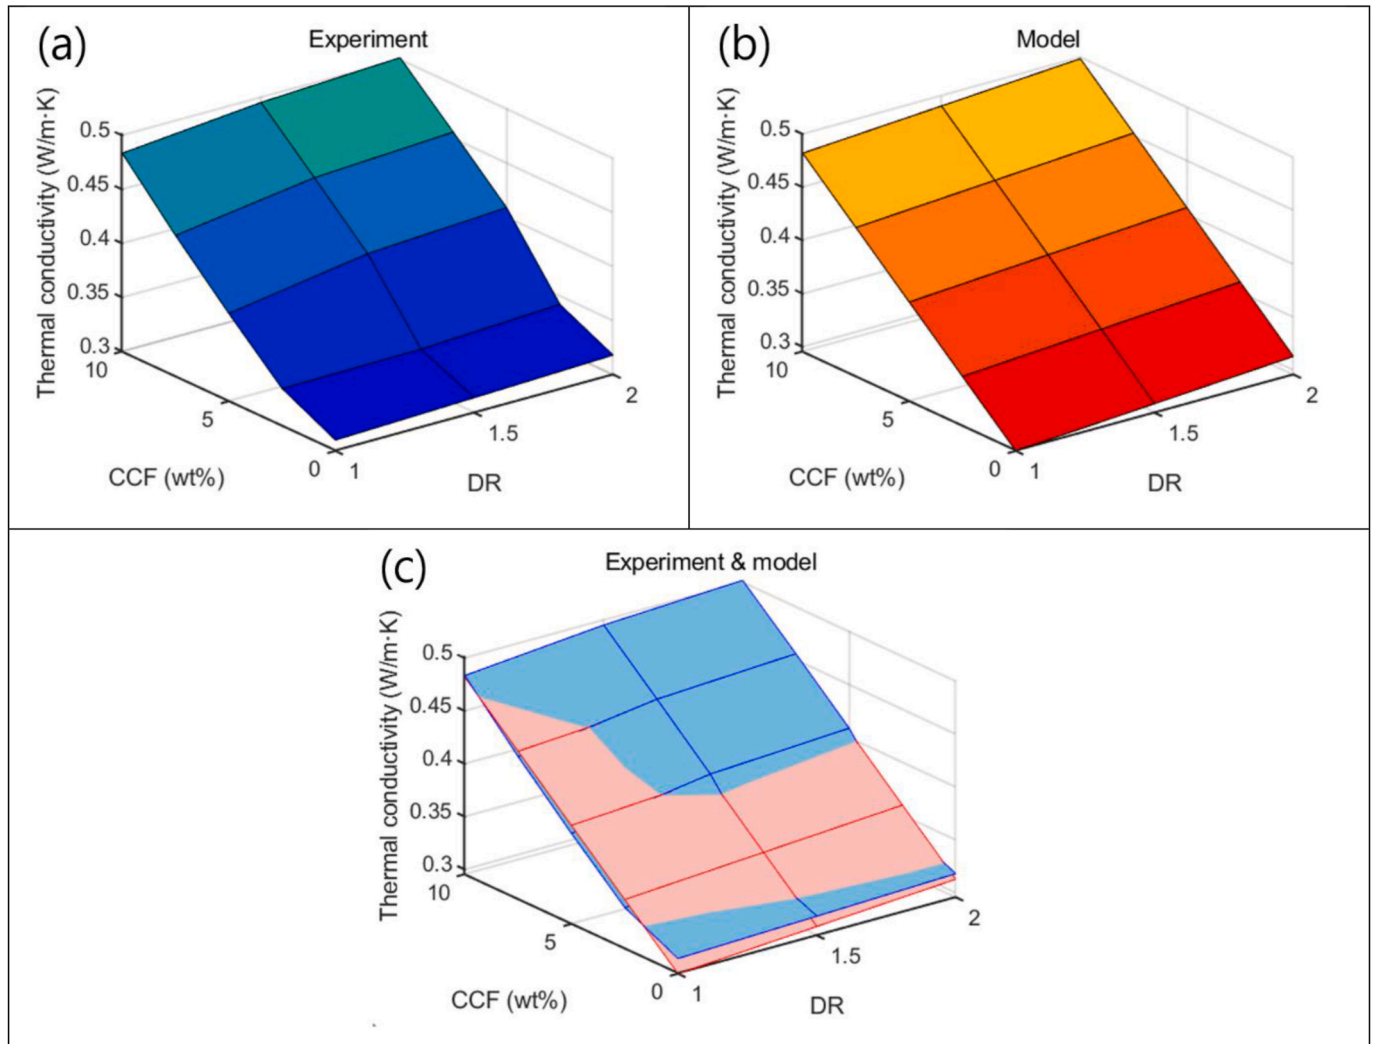 (a)
Experiment
Thermal conductivity (W/m·K)
0.5
0.45
0.4
0.35
0.3
10
5
0
CCF (wt%)
1
1.5
2
DR
(b)
Model
Thermal conductivity (W/m·K)
0.5
0.45
0.4
0.35
0.3
10
5
0
CCF (wt%)
1
1.5
2
DR
(c)
Experiment & model
Thermal conductivity (W/m·K)
0.5
0.45
0.4
0.35
0.3
10
5
0
CCF (wt%)
1
1.5
2
DR